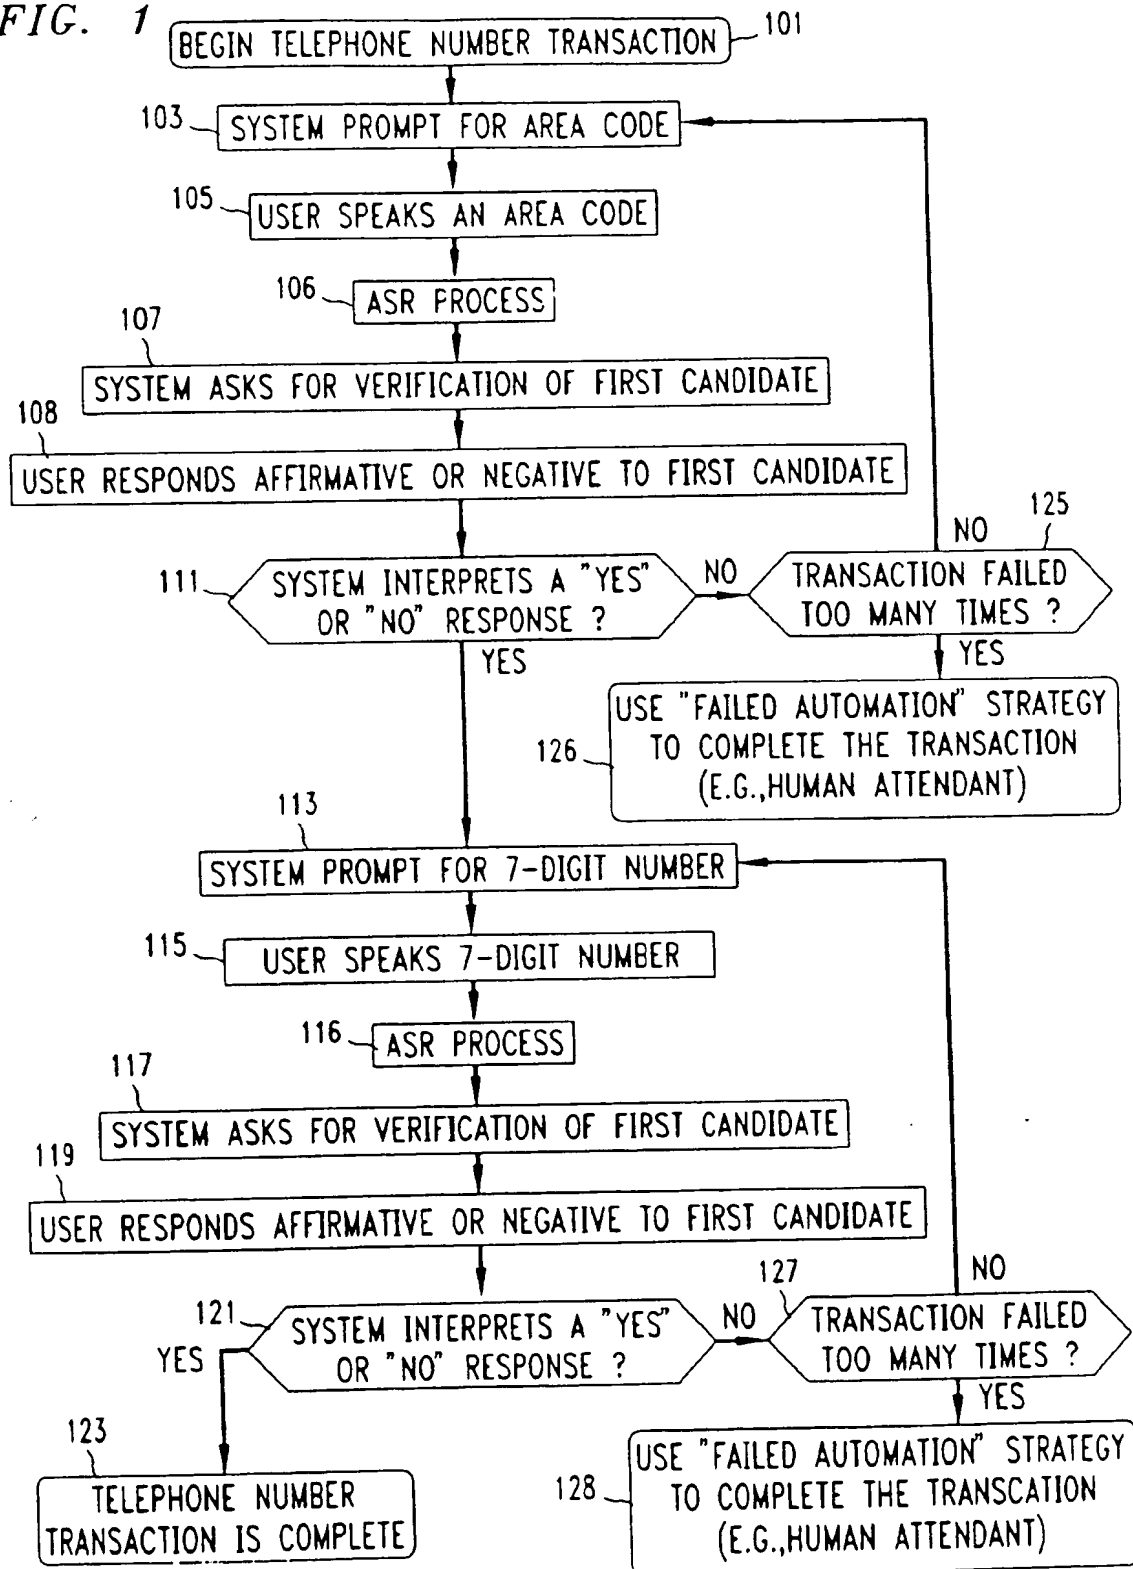 FIG. 1
BEGIN TELEPHONE NUMBER TRANSACTION
101
103
SYSTEM PROMPT FOR AREA CODE
105
USER SPEAKS AN AREA CODE
106
ASR PROCESS
107
SYSTEM ASKS FOR VERIFICATION OF FIRST CANDIDATE
108
USER RESPONDS AFFIRMATIVE OR NEGATIVE TO FIRST CANDIDATE
111
SYSTEM INTERPRETS A "YES"
OR "NO" RESPONSE ?
NO
YES
125
NO
TRANSACTION FAILED
TOO MANY TIMES ?
YES
126
USE "FAILED AUTOMATION" STRATEGY
TO COMPLETE THE TRANSACTION
(E.G.,HUMAN ATTENDANT)
113
SYSTEM PROMPT FOR 7-DIGIT NUMBER
115
USER SPEAKS 7-DIGIT NUMBER
116
ASR PROCESS
117
SYSTEM ASKS FOR VERIFICATION OF FIRST CANDIDATE
119
USER RESPONDS AFFIRMATIVE OR NEGATIVE TO FIRST CANDIDATE
121
SYSTEM INTERPRETS A "YES"
OR "NO" RESPONSE ?
YES
NO
127
NO
TRANSACTION FAILED
TOO MANY TIMES ?
YES
123
TELEPHONE NUMBER
TRANSACTION IS COMPLETE
128
USE "FAILED AUTOMATION" STRATEGY
TO COMPLETE THE TRANSCATION
(E.G.,HUMAN ATTENDANT)